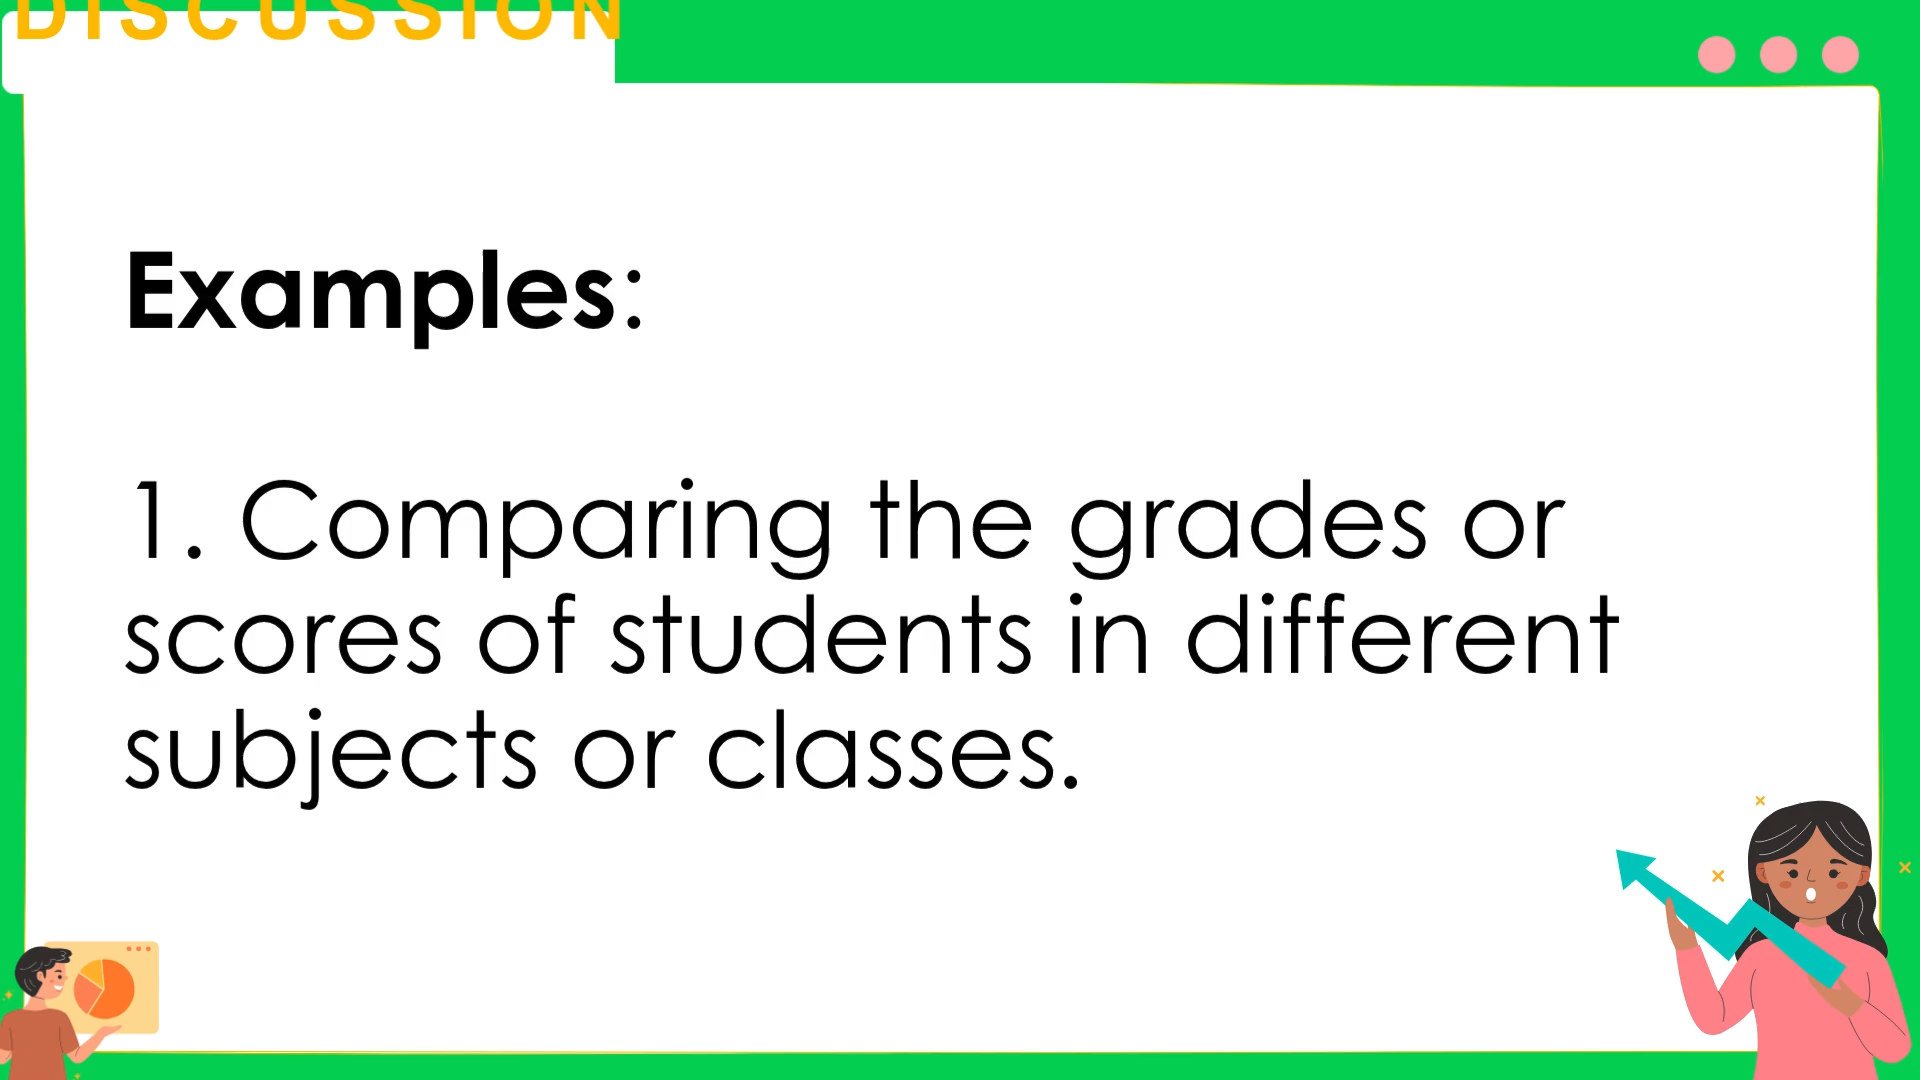 DISCUSSION
Examples:
1. Comparing the grades or
scores of students in different
subjects or classes.